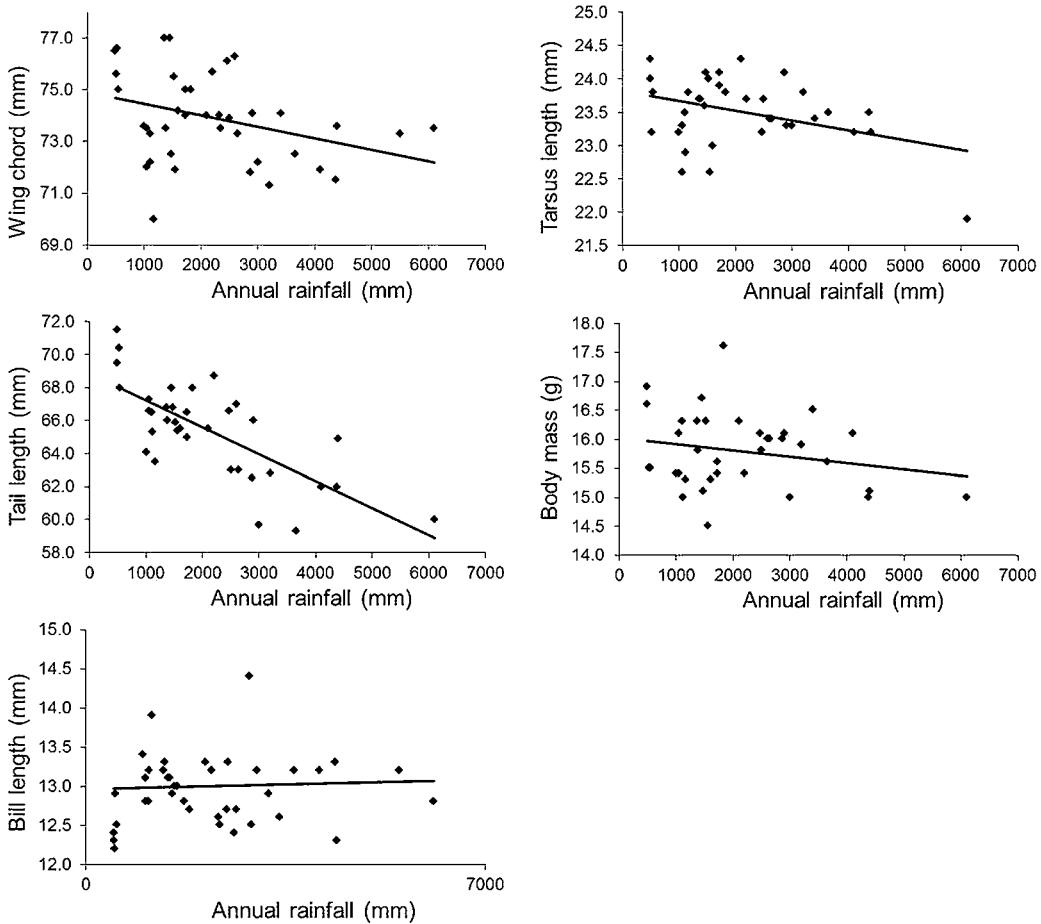 Wing chord (mm)
77.0
75.0
73.0
71.0
69.0
0 1000 2000 3000 4000 5000 6000 7000
Annual rainfall (mm)
Tarsus length (mm)
25.0
24.5
24.0
23.5
23.0
22.5
22.0
21.5
0 1000 2000 3000 4000 5000 6000 7000
Annual rainfall (mm)
Tail length (mm)
72.0
70.0
68.0
66.0
64.0
62.0
60.0
58.0
0 1000 2000 3000 4000 5000 6000 7000
Annual rainfall (mm)
Body mass (g)
18.0
17.5
17.0
16.5
16.0
15.5
15.0
14.5
14.0
0 1000 2000 3000 4000 5000 6000 7000
Annual rainfall (mm)
Bill length (mm)
15.0
14.5
14.0
13.5
13.0
12.5
12.0
0 7000
Annual rainfall (mm)